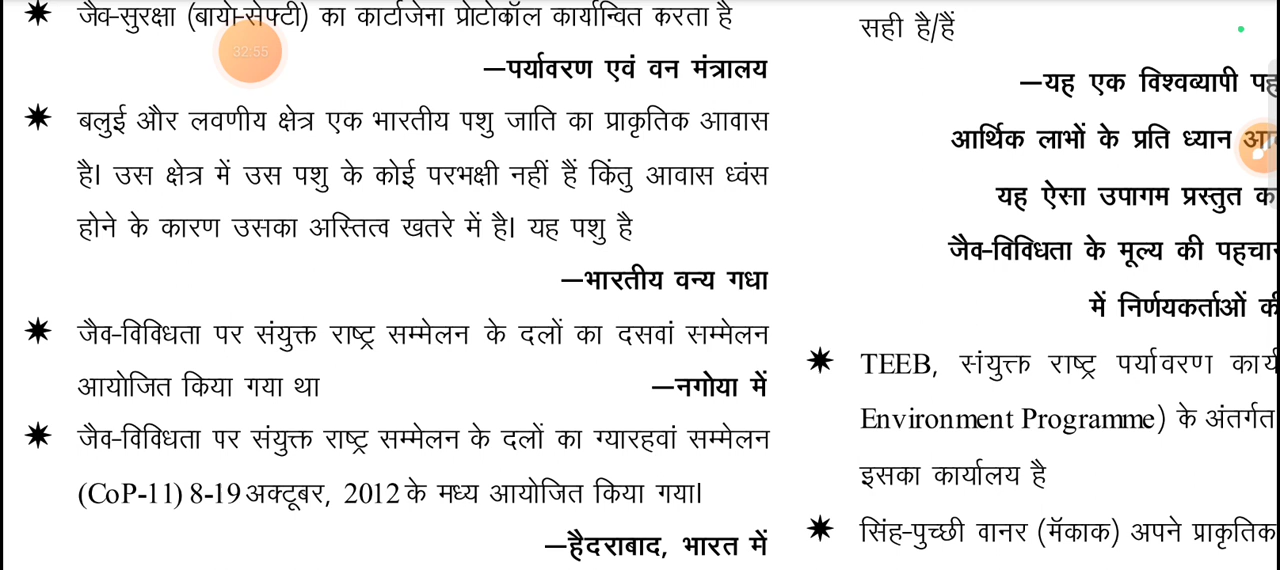 ✷ जैव-सुरक्षा (बायो-सेफ्टी) का कार्टाजेना प्रोटोकॉल कार्यान्वित करता है
32:55
—पर्यावरण एवं वन मंत्रालय
✷ बलुई और लवणीय क्षेत्र एक भारतीय पशु जाति का प्राकृतिक आवास
है। उस क्षेत्र में उस पशु के कोई परभक्षी नहीं हैं किंतु आवास ध्वंस
होने के कारण उसका अस्तित्व खतरे में है। यह पशु है
—भारतीय वन्य गधा
✷ जैव-विविधता पर संयुक्त राष्ट्र सम्मेलन के दलों का दसवां सम्मेलन
आयोजित किया गया था —नगोया में
✷ जैव-विविधता पर संयुक्त राष्ट्र सम्मेलन के दलों का ग्यारहवां सम्मेलन
(CoP-11) 8-19 अक्टूबर, 2012 के मध्य आयोजित किया गया।
—हैदराबाद, भारत में
सही है/हैं
—यह एक विश्वव्यापी
आर्थिक लाभों के प्रति ध्यान
यह ऐसा उपागम प्रस्तुत
जैव-विविधता के मूल्य की
में निर्णयकर्ताओं
✷ TEEB, संयुक्त राष्ट्र पर्यावरण
Environment Programme) के अंतर्गत
इसका कार्यालय है
✷ सिंह-पुच्छी वानर (मॅकाक) अपने प्राकृतिक